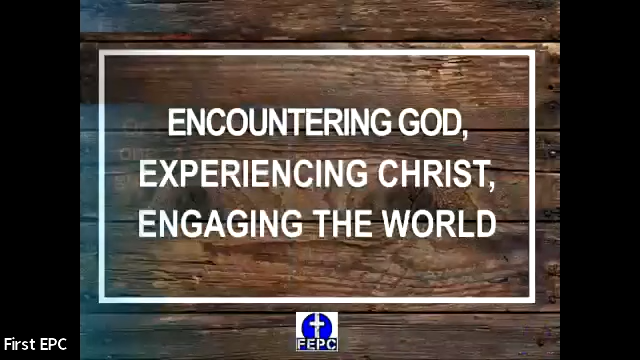 ENCOUNTERING GOD,
EXPERIENCING CHRIST,
ENGAGING THE WORLD
FEPC
First EPC